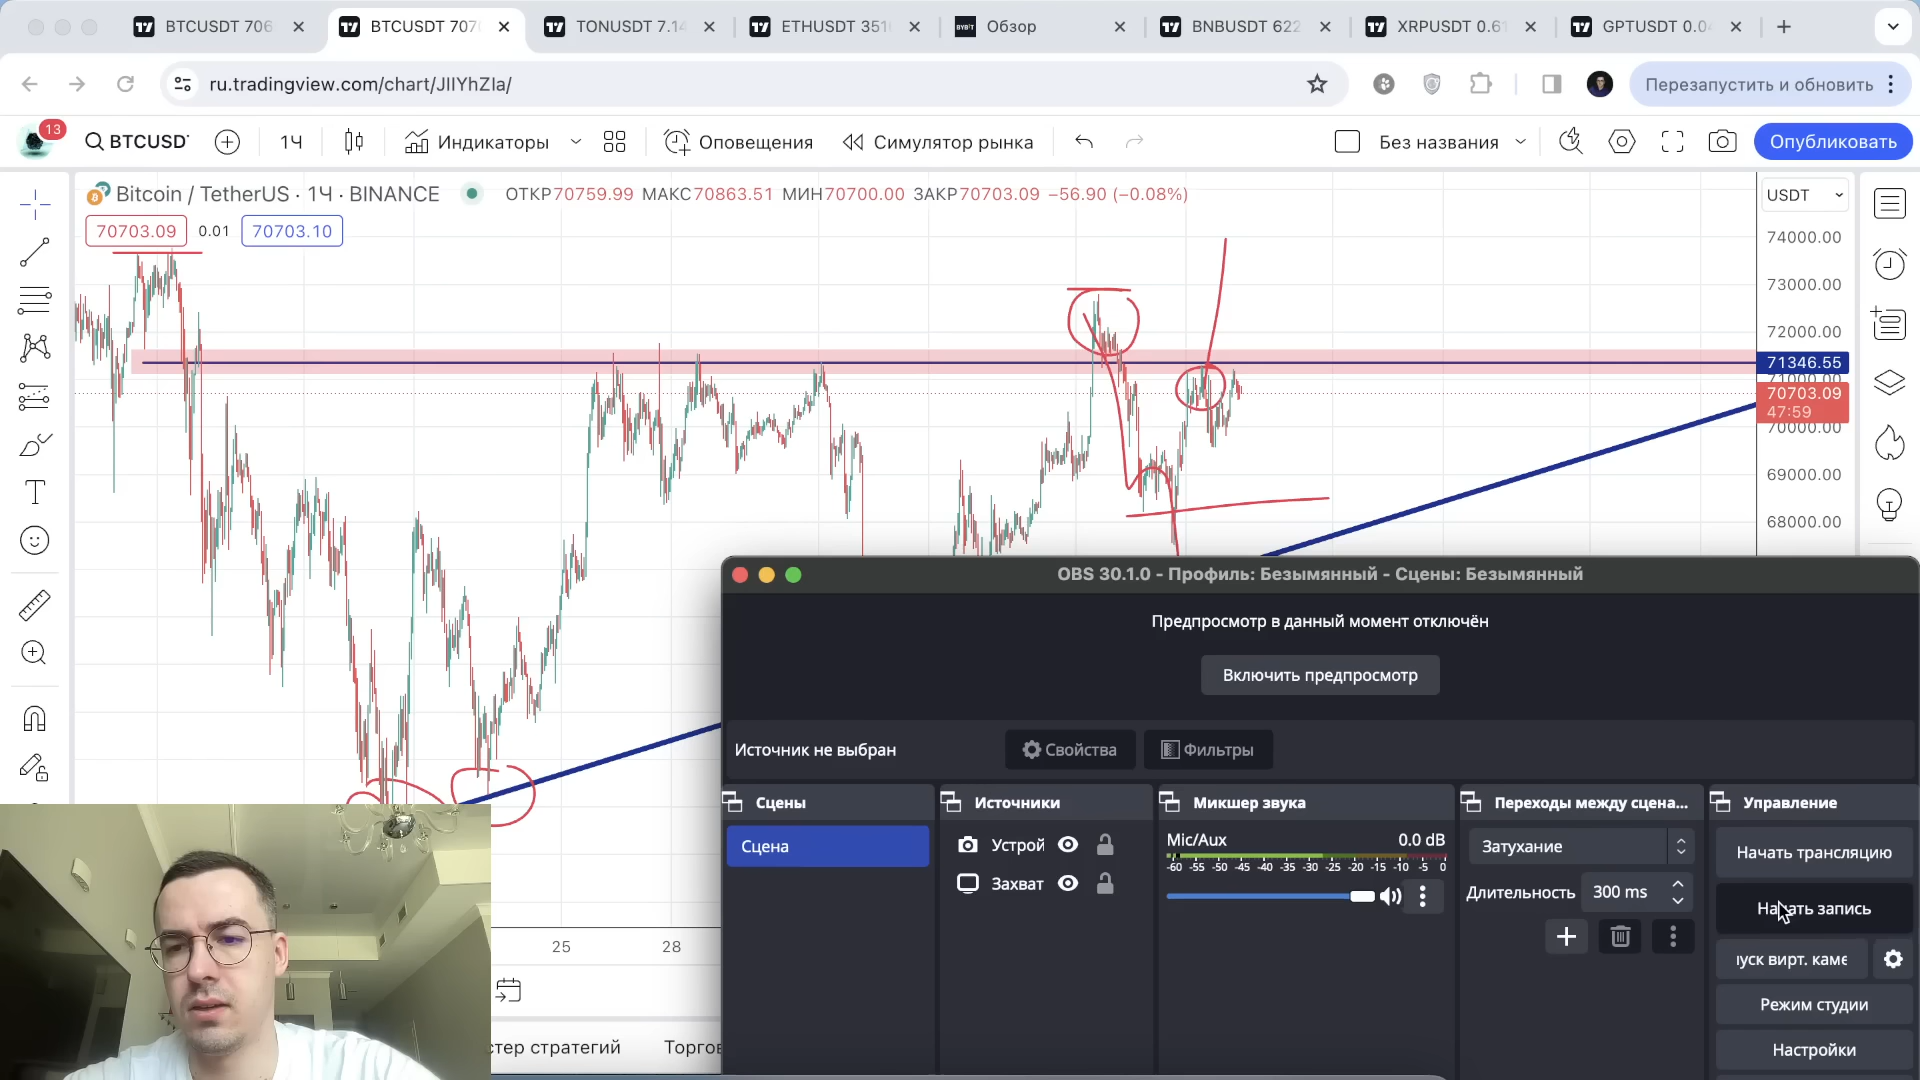 BTCUSDT 706
BTCUSDT 707
TONUSDT 7.14
ETHUSDT 351
BYBIT
Обзор
BNBUSDT 622
XRPUSDT 0.61
GPTUSDT 0.0
ru.tradingview.com/chart/JIIYhZIa/
Перезапустить и обновить
13
BTCUSD
1Ч
Индикаторы
Оповещения
Симулятор рынка
Без названия
Опубликовать
Bitcoin / TetherUS · 1Ч · BINANCE
ОТКР70759.99 МАКС70863.51 МИН70700.00 ЗАКР70703.09 −56.90 (−0.08%)
USDT
70703.09
0.01
70703.10
74000.00
73000.00
72000.00
71346.55
71000.00
70703.09
47:59
70000.00
69000.00
68000.00
OBS 30.1.0 - Профиль: Безымянный - Сцены: Безымянный
Предпросмотр в данный момент отключён
Включить предпросмотр
Источник не выбран
Свойства
Фильтры
Сцены
Источники
Микшер звука
Переходы между сцена...
Управление
Сцена
Устрой
Захват
Mic/Aux
0.0 dB
-60 -55 -50 -45 -40 -35 -30 -25 -20 -15 -10 -5 0
Затухание
Длительность
300 ms
Начать трансляцию
Начать запись
уск вирт. каме
Режим студии
Настройки
25
28
стер стратегий
Торгов